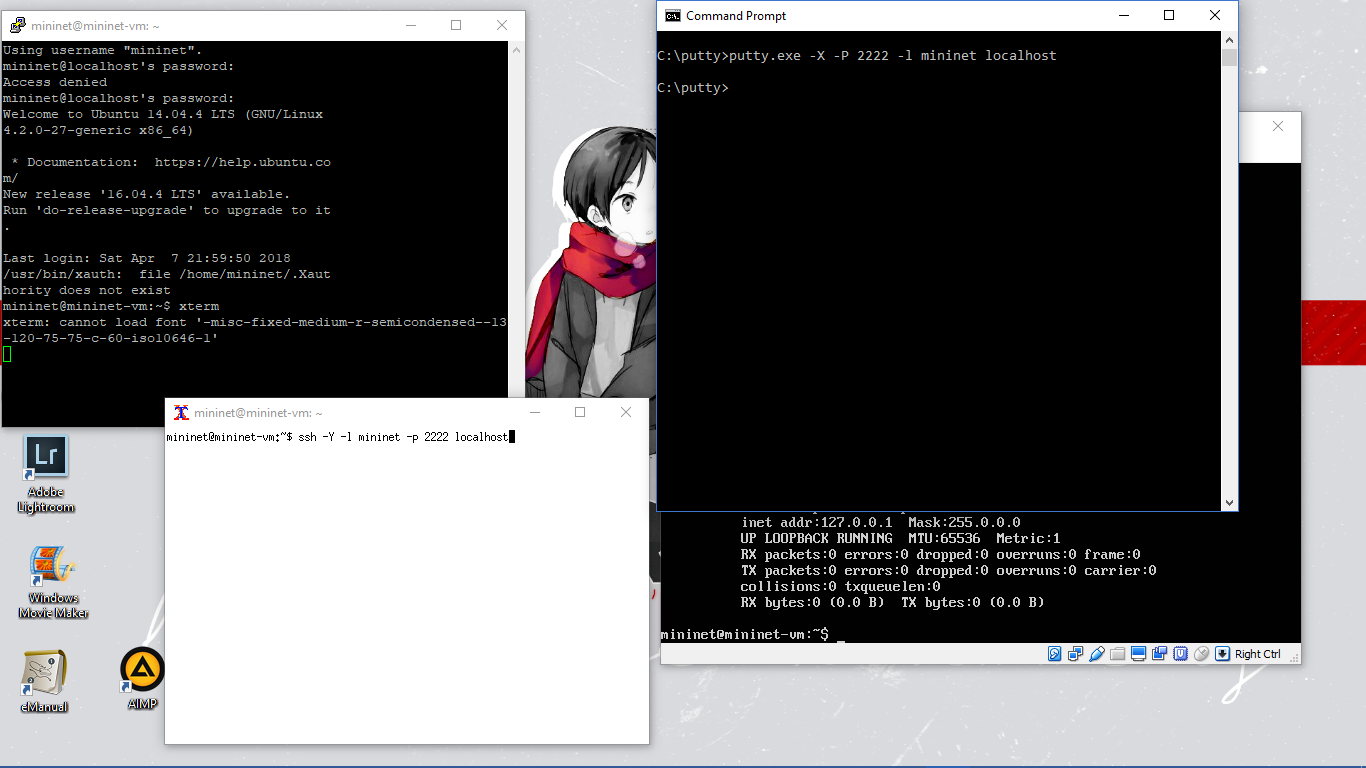 mininet@mininet-vm: ~
Using username "mininet".
mininet@localhost's password:
Access denied
mininet@localhost's password:
Welcome to Ubuntu 14.04.4 LTS (GNU/Linux
4.2.0-27-generic x86_64)
* Documentation:  https://help.ubuntu.co
m/
New release '16.04.4 LTS' available.
Run 'do-release-upgrade' to upgrade to it
.
Last login: Sat Apr  7 21:59:50 2018
/usr/bin/xauth:  file /home/mininet/.Xaut
hority does not exist
mininet@mininet-vm:~$ xterm
xterm: cannot load font '-misc-fixed-medium-r-semicondensed--13
-120-75-75-c-60-iso10646-1'
Command Prompt
C:\putty>putty.exe -X -P 2222 -l mininet localhost
C:\putty>
mininet@mininet-vm: ~
mininet@mininet-vm:~$ ssh -Y -l mininet -p 2222 localhost
inet addr:127.0.0.1  Mask:255.0.0.0
UP LOOPBACK RUNNING  MTU:65536  Metric:1
RX packets:0 errors:0 dropped:0 overruns:0 frame:0
TX packets:0 errors:0 dropped:0 overruns:0 carrier:0
collisions:0 txqueuelen:0
RX bytes:0 (0.0 B)  TX bytes:0 (0.0 B)
mininet@mininet-vm:~$ _
Right Ctrl
Lr
Adobe
Lightroom
Windows
Movie Maker
eManual
AIMP